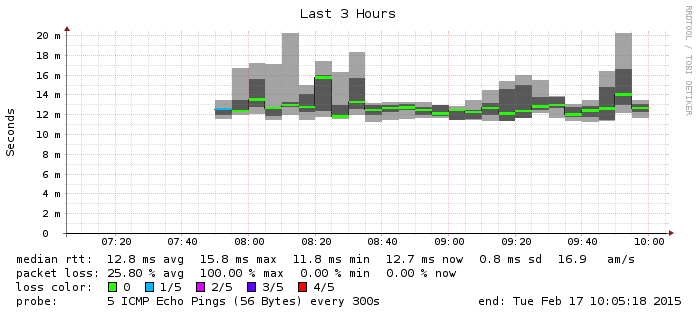 Last 3 Hours
RRDTOOL / TOBI OETIKER
Seconds
20 m
18 m
16 m
14 m
12 m
10 m
8 m
6 m
4 m
2 m
0
07:20 07:40 08:00 08:20 08:40 09:00 09:20 09:40 10:00
median rtt: 12.8 ms avg 15.8 ms max 11.8 ms min 12.7 ms now 0.8 ms sd 16.9 am/s
packet loss: 25.80 % avg 100.00 % max 0.00 % min 0.00 % now
loss color: 0 1/5 2/5 3/5 4/5
probe: 5 ICMP Echo Pings (56 Bytes) every 300s end: Tue Feb 17 10:05:18 2015